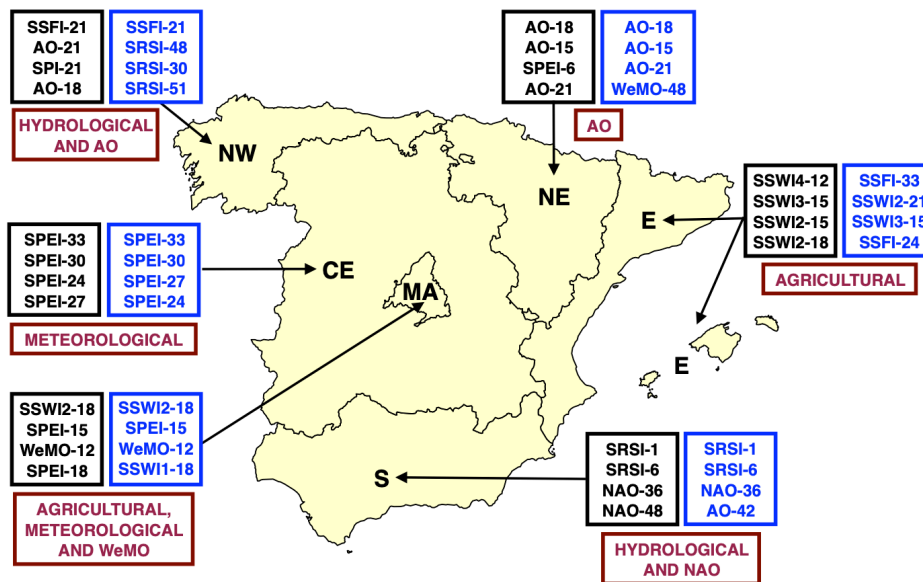 SSFI-21
AO-21
SPI-21
AO-18
SSFI-21
SRSI-48
SRSI-30
SRSI-51
HYDROLOGICAL
AND AO
NW
AO-18
AO-15
SPEI-6
AO-21
AO-18
AO-15
AO-21
WeMO-48
AO
NE
SSWI4-12
SSWI3-15
SSWI2-15
SSWI2-18
SSFI-33
SSWI2-21
SSWI3-15
SSFI-24
AGRICULTURAL
E
E
SPEI-33
SPEI-30
SPEI-24
SPEI-27
SPEI-33
SPEI-30
SPEI-27
SPEI-24
METEOROLOGICAL
CE
MA
SSWI2-18
SPEI-15
WeMO-12
SPEI-18
SSWI2-18
SPEI-15
WeMO-12
SSWI1-18
AGRICULTURAL,
METEOROLOGICAL
AND WeMO
S
SRSI-1
SRSI-6
NAO-36
NAO-48
SRSI-1
SRSI-6
NAO-36
AO-42
HYDROLOGICAL
AND NAO